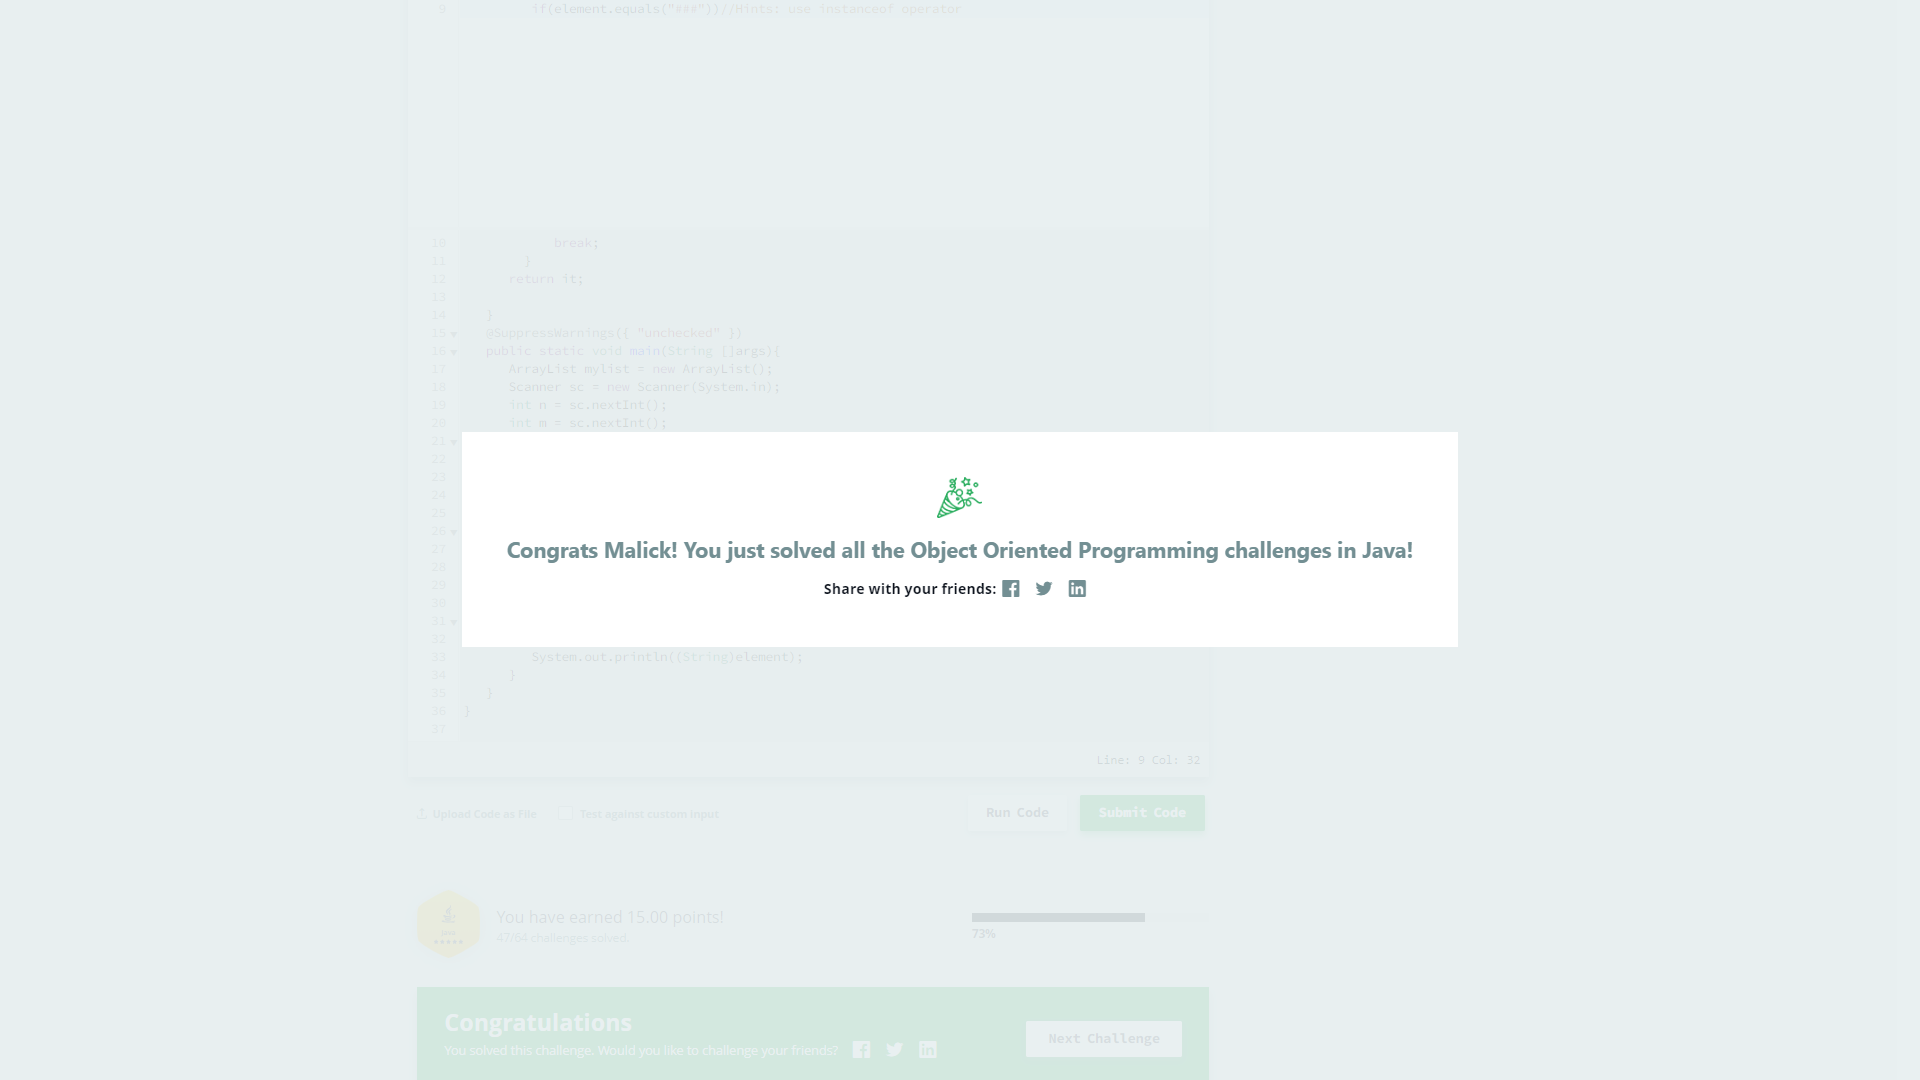 9 if(element.equals("###"))//Hints: use instanceof operator
10 break;
11 }
12 return it;
13
14 }
15 @SuppressWarnings({ "unchecked" })
16 public static void main(String []args){
17 ArrayList mylist = new ArrayList();
18 Scanner sc = new Scanner(System.in);
19 int n = sc.nextInt();
20 int m = sc.nextInt();
21
22
23
24
25
26
27
28
29
30
31
32
33 System.out.println((String)element);
34 }
35 }
36 }
37
Congrats Malick! You just solved all the Object Oriented Programming challenges in Java!
Share with your friends:
Line: 9 Col: 32
Upload Code as File Test against custom input Run Code Submit Code
Java
You have earned 15.00 points!
47/64 challenges solved.
73%
Congratulations
You solved this challenge. Would you like to challenge your friends?
Next Challenge